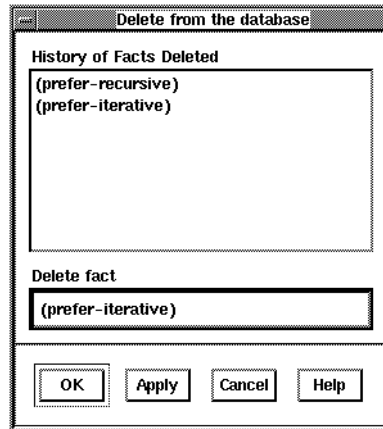 Delete from the database
History of Facts Deleted
(prefer-recursive)
(prefer-iterative)
Delete fact
(prefer-iterative)
OK Apply Cancel Help